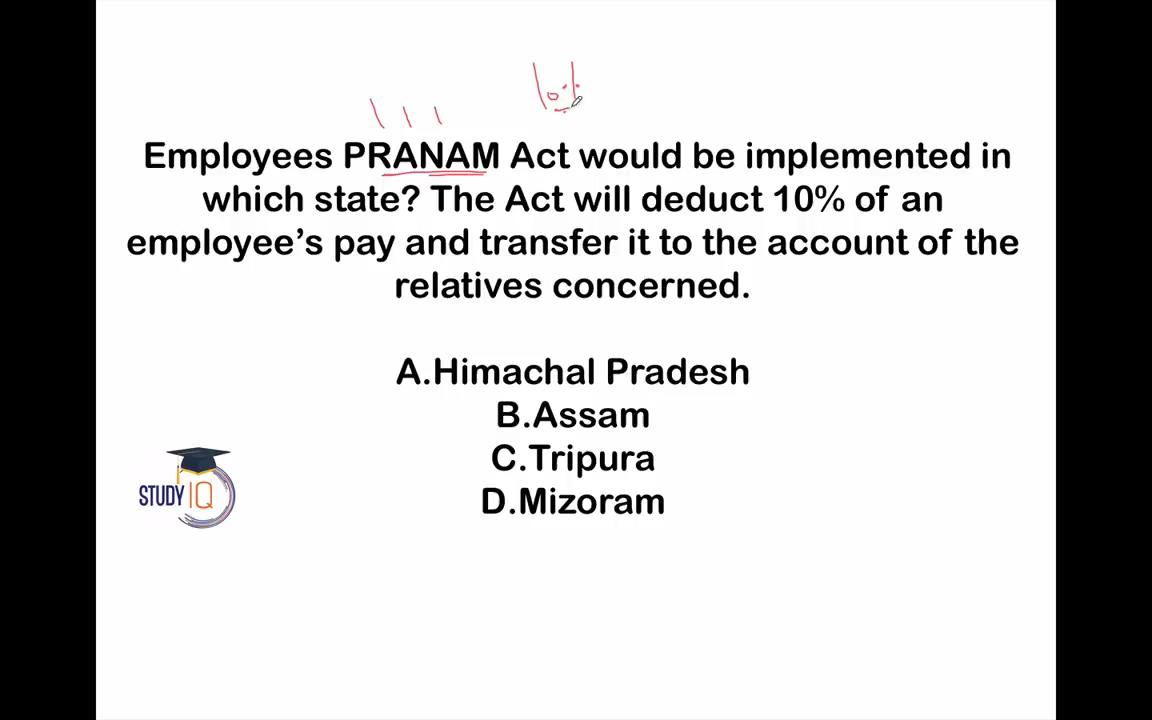 10%
Employees PRANAM Act would be implemented in
which state? The Act will deduct 10% of an
employee’s pay and transfer it to the account of the
relatives concerned.
A.Himachal Pradesh
B.Assam
C.Tripura
D.Mizoram
STUDY IQ